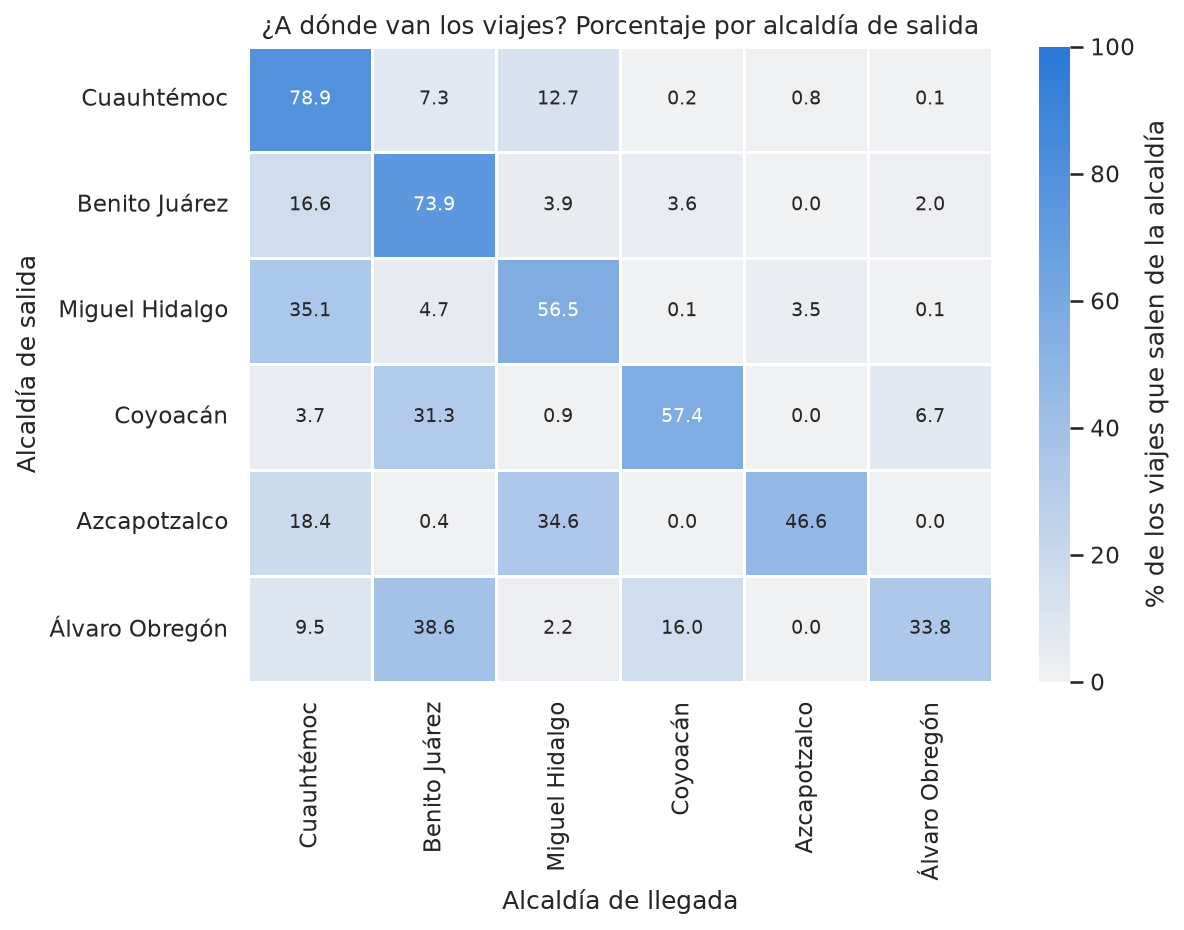 ¿A dónde van los viajes? Porcentaje por alcaldía de salida
Alcaldía de salida
Cuauhtémoc 78.9 7.3 12.7 0.2 0.8 0.1
Benito Juárez 16.6 73.9 3.9 3.6 0.0 2.0
Miguel Hidalgo 35.1 4.7 56.5 0.1 3.5 0.1
Coyoacán 3.7 31.3 0.9 57.4 0.0 6.7
Azcapotzalco 18.4 0.4 34.6 0.0 46.6 0.0
Álvaro Obregón 9.5 38.6 2.2 16.0 0.0 33.8
Cuauhtémoc
Benito Juárez
Miguel Hidalgo
Coyoacán
Azcapotzalco
Álvaro Obregón
Alcaldía de llegada
100
80
60
40
20
0
% de los viajes que salen de la alcaldía